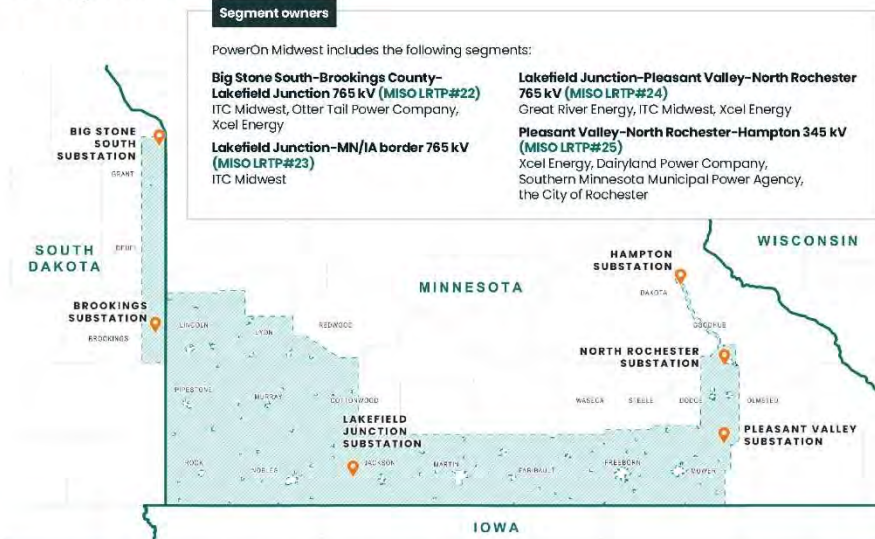 Segment owners
PowerOn Midwest includes the following segments:
Big Stone South-Brookings County-
Lakefield Junction 765 kV (MISO LRTP#22)
ITC Midwest, Otter Tail Power Company,
Xcel Energy
Lakefield Junction-MN/IA border 765 kV
(MISO LRTP#23)
ITC Midwest
Lakefield Junction-Pleasant Valley-North Rochester
765 kV (MISO LRTP#24)
Great River Energy, ITC Midwest, Xcel Energy
Pleasant Valley-North Rochester-Hampton 345 kV
(MISO LRTP#25)
Xcel Energy, Dairyland Power Company,
Southern Minnesota Municipal Power Agency,
the City of Rochester
BIG STONE
SOUTH
SUBSTATION
GRANT
SOUTH
DAKOTA
DEUEL
BROOKINGS
SUBSTATION
BROOKINGS
LINCOLN
LYON
REDWOOD
MINNESOTA
WISCONSIN
HAMPTON
SUBSTATION
DAKOTA
GOODHUE
NORTH ROCHESTER
SUBSTATION
PIPESTONE
MURRAY
COTTONWOOD
WASECA
STEELE
DODGE
OLMSTED
LAKEFIELD
JUNCTION
SUBSTATION
PLEASANT VALLEY
SUBSTATION
ROCK
NOBLES
JACKSON
MARTIN
FARIBAULT
FREEBORN
MOWER
IOWA